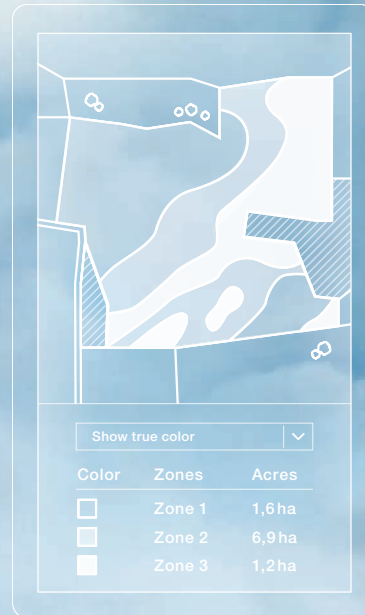 Show true color
Color Zones Acres
Zone 1 1,6 ha
Zone 2 6,9 ha
Zone 3 1,2 ha